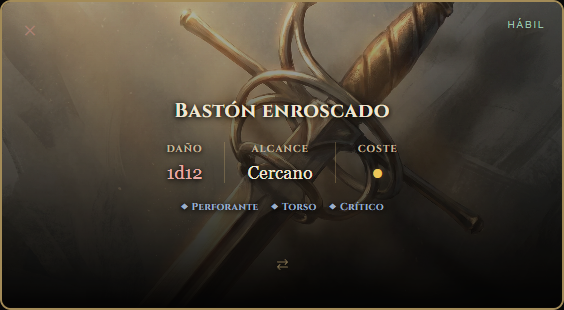 HÁBIL
Bastón enroscado
Daño Alcance Coste
1d12 Cercano
Perforante Torso Crítico